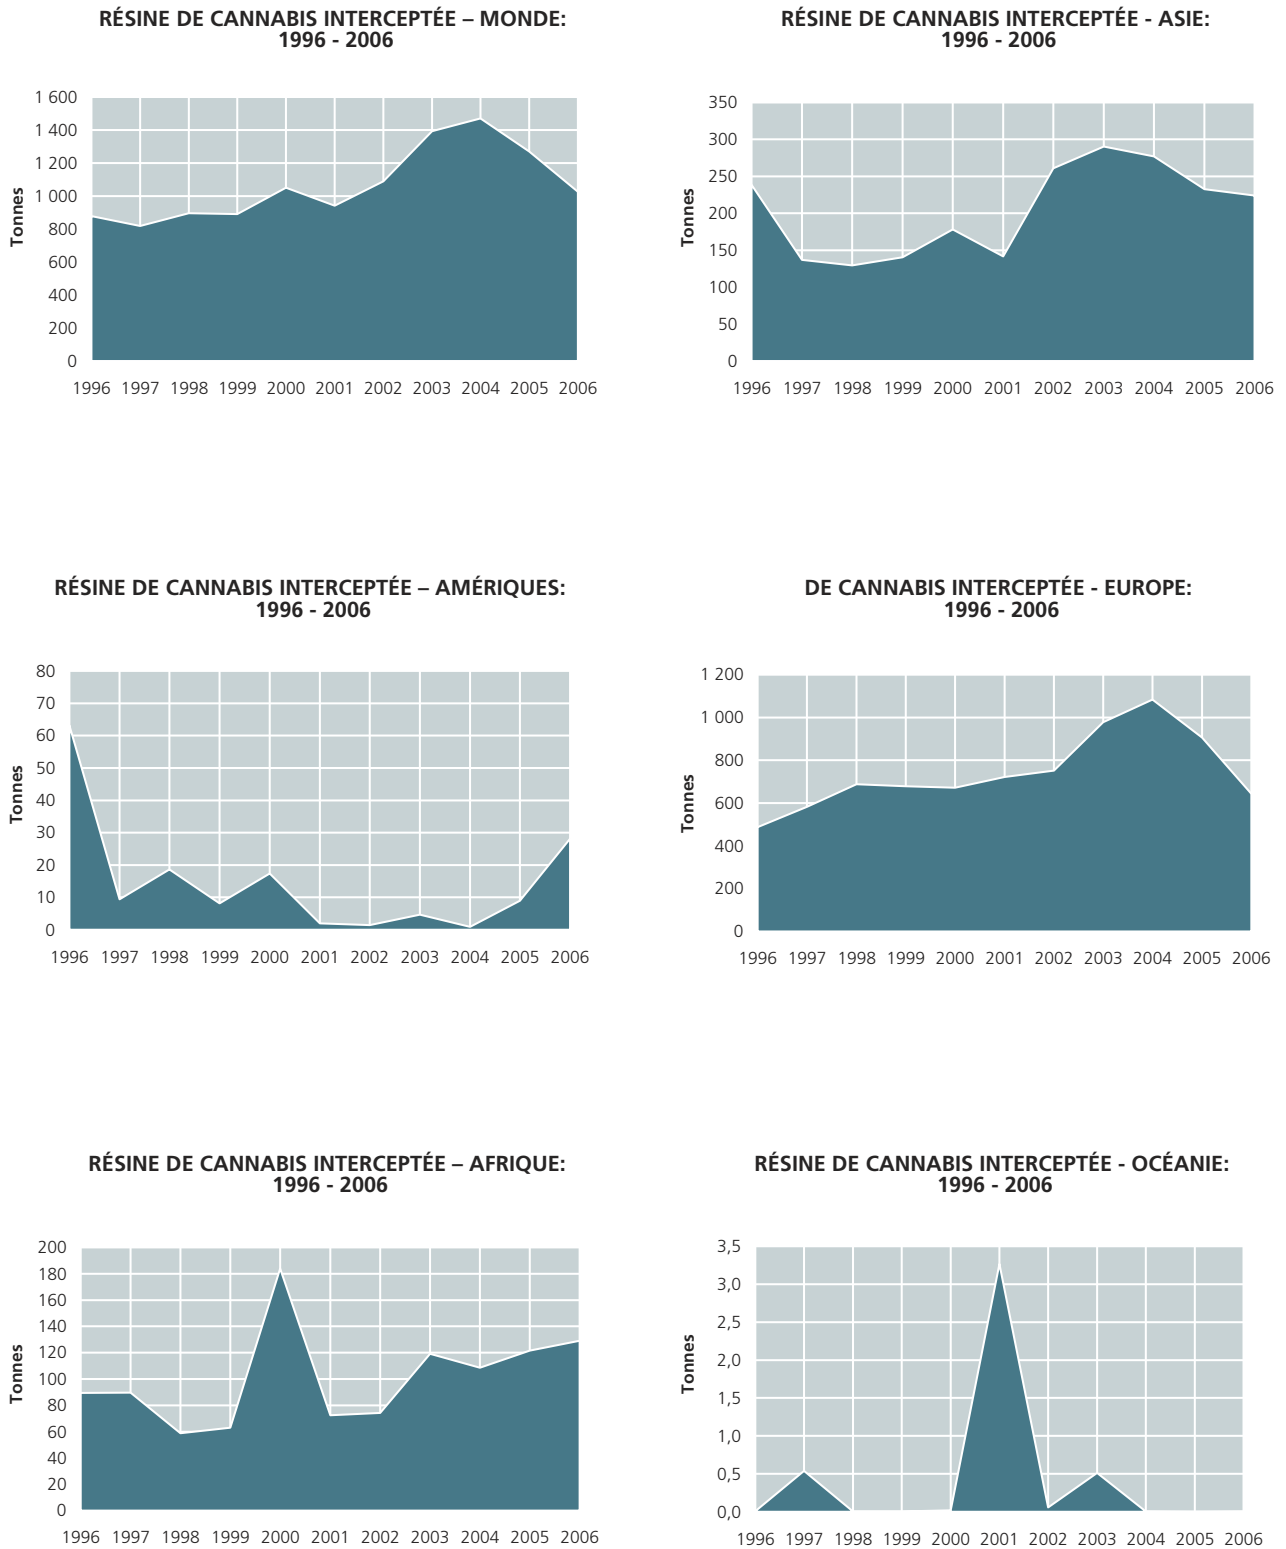 RÉSINE DE CANNABIS INTERCEPTÉE – MONDE:
1996 - 2006
1 600
1 400
1 200
1 000
800
600
400
200
0
Tonnes
1996 1997 1998 1999 2000 2001 2002 2003 2004 2005 2006
RÉSINE DE CANNABIS INTERCEPTÉE - ASIE:
1996 - 2006
350
300
250
200
150
100
50
0
Tonnes
1996 1997 1998 1999 2000 2001 2002 2003 2004 2005 2006
RÉSINE DE CANNABIS INTERCEPTÉE – AMÉRIQUES:
1996 - 2006
80
70
60
50
40
30
20
10
0
Tonnes
1996 1997 1998 1999 2000 2001 2002 2003 2004 2005 2006
DE CANNABIS INTERCEPTÉE - EUROPE:
1996 - 2006
1 200
1 000
800
600
400
200
0
Tonnes
1996 1997 1998 1999 2000 2001 2002 2003 2004 2005 2006
RÉSINE DE CANNABIS INTERCEPTÉE – AFRIQUE:
1996 - 2006
200
180
160
140
120
100
80
60
40
20
0
Tonnes
1996 1997 1998 1999 2000 2001 2002 2003 2004 2005 2006
RÉSINE DE CANNABIS INTERCEPTÉE - OCÉANIE:
1996 - 2006
3,5
3,0
2,5
2,0
1,5
1,0
0,5
0,0
Tonnes
1996 1997 1998 1999 2000 2001 2002 2003 2004 2005 2006